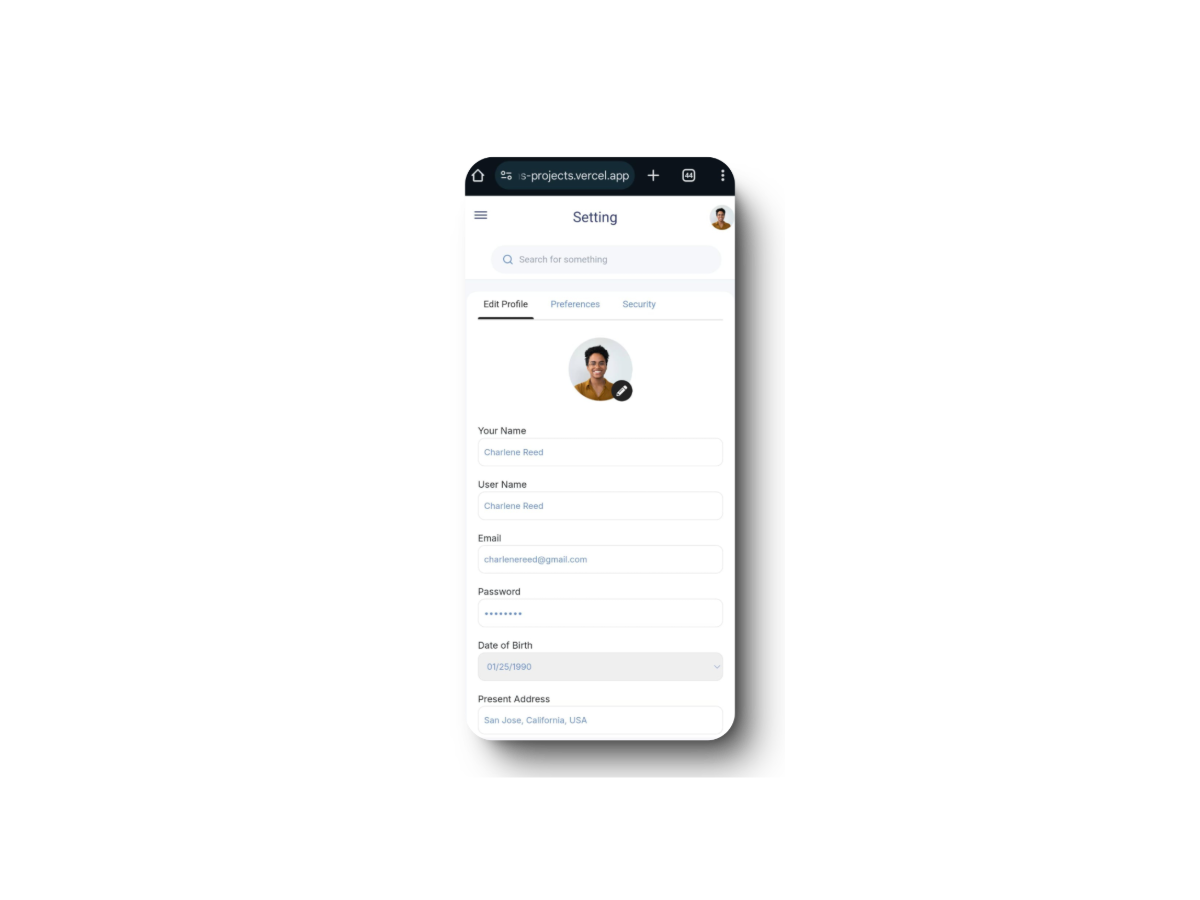 s-projects.vercel.app
44
Setting
Search for something
Edit Profile Preferences Security
Your Name
Charlene Reed
User Name
Charlene Reed
Email
charlenereed@gmail.com
Password
••••••••
Date of Birth
01/25/1990
Present Address
San Jose, California, USA